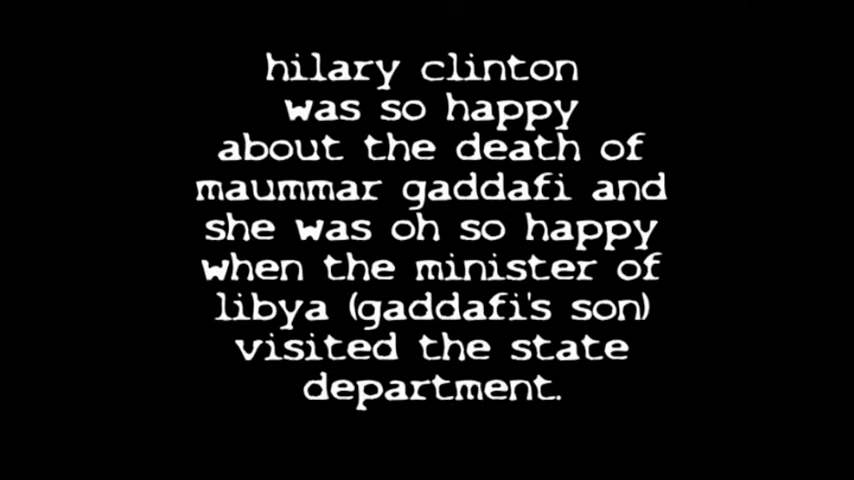 hilary clinton
was so happy
about the death of
maummar gaddafi and
she was oh so happy
when the minister of
libya (gaddafi's son)
visited the state
department.